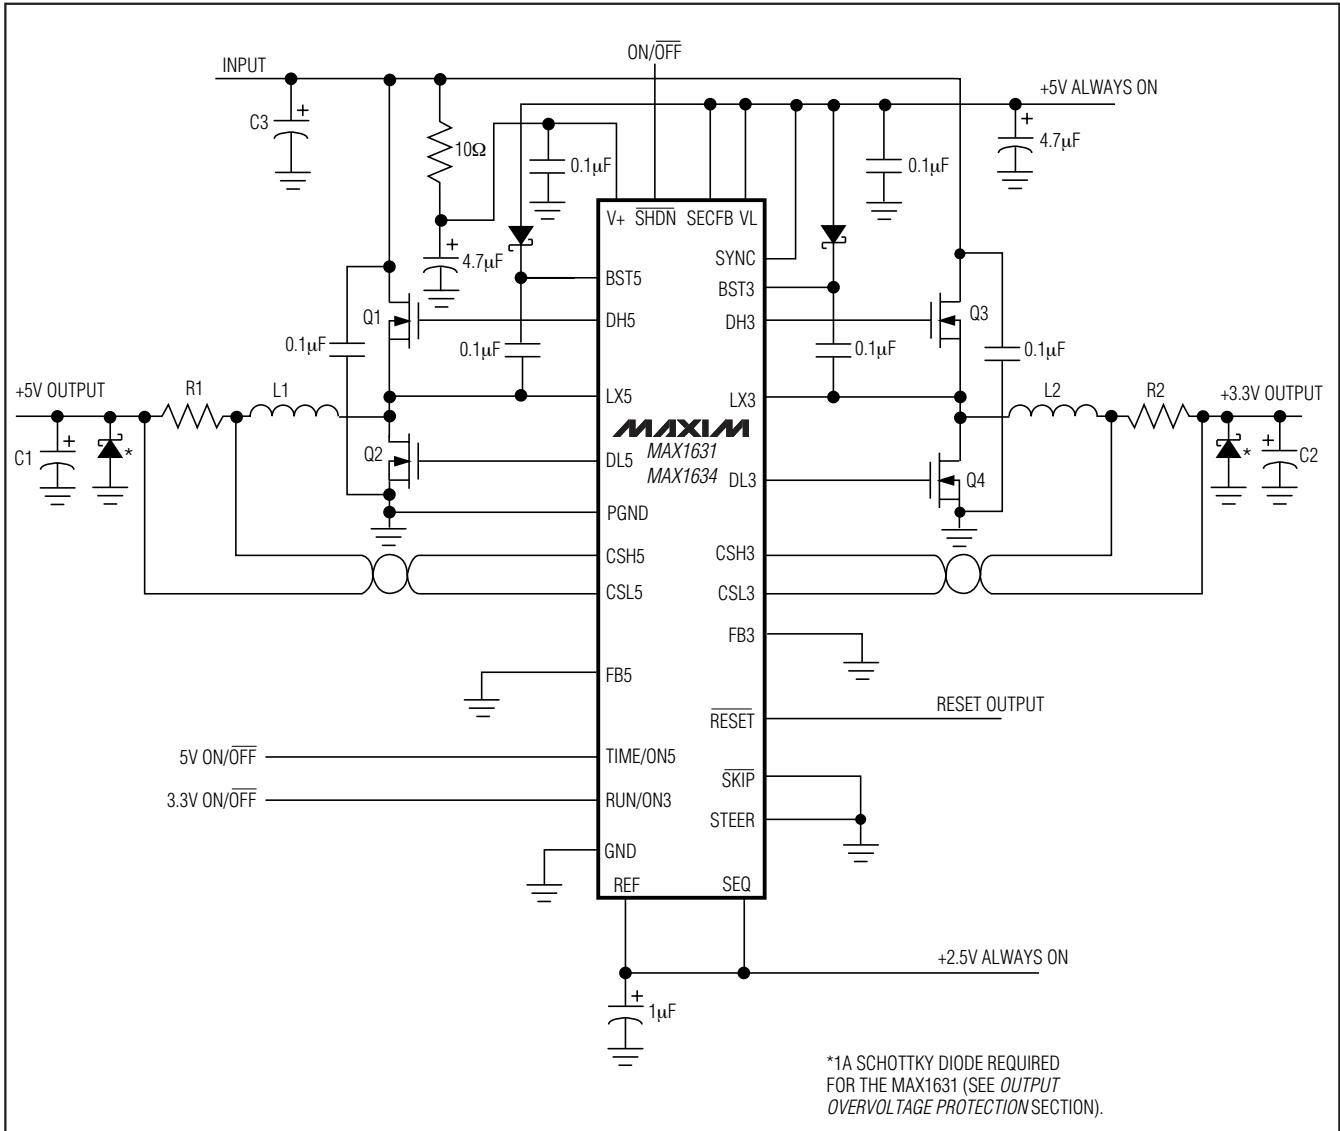 ON/OFF
INPUT
+5V ALWAYS ON
C3
+
10Ω
0.1µF
0.1µF
+
4.7µF
V+
SHDN
SECFB
VL
+
4.7µF
SYNC
BST5
BST3
Q1
DH5
DH3
Q3
0.1µF
0.1µF
0.1µF
0.1µF
+5V OUTPUT
R1
L1
LX5
LX3
L2
R2
+3.3V OUTPUT
MAXIM
MAX1631
MAX1634
C1
+
*
Q2
DL5
DL3
Q4
*
+
C2
PGND
CSH5
CSH3
CSL5
CSL3
FB3
FB5
RESET
RESET OUTPUT
5V ON/OFF
TIME/ON5
SKIP
3.3V ON/OFF
RUN/ON3
STEER
GND
REF
SEQ
+2.5V ALWAYS ON
+
1µF
*1A SCHOTTKY DIODE REQUIRED
FOR THE MAX1631 (SEE OUTPUT
OVERVOLTAGE PROTECTION SECTION).